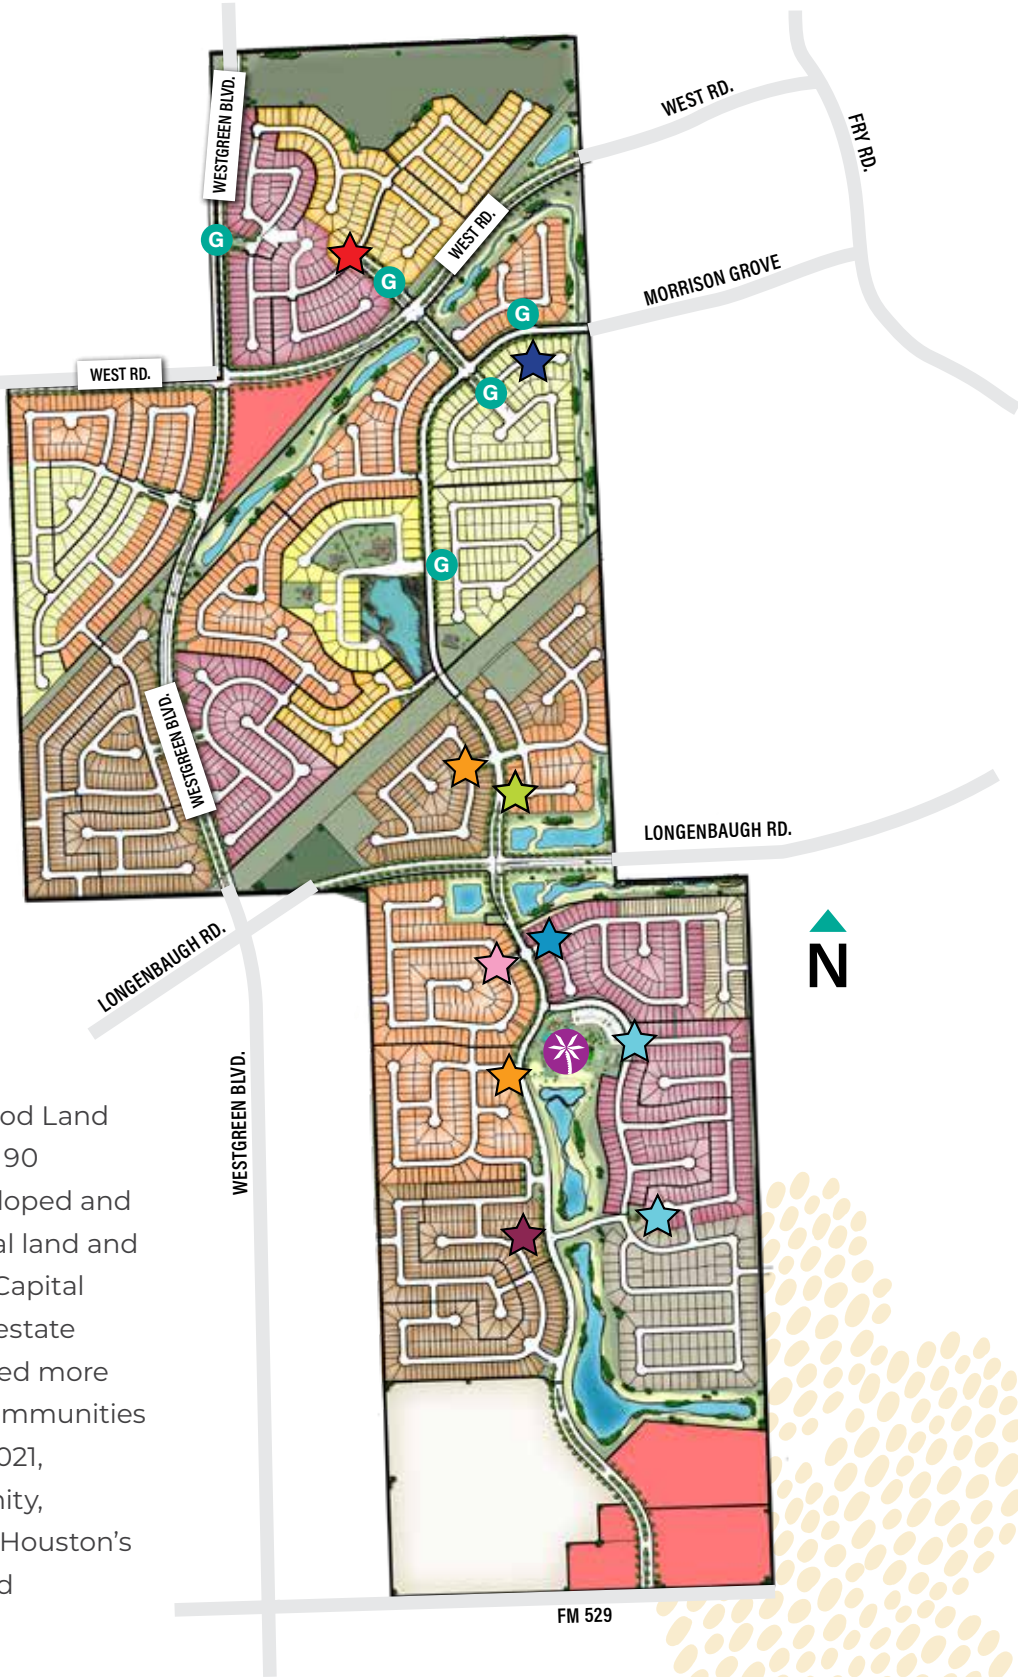 WESTGREEN BLVD.
WEST RD.
FRY RD.
G
WEST RD.
G
MORRISON GROVE
G
WEST RD.
G
G
WESTGREEN BLVD.
LONGENBAUGH RD.
N
LONGENBAUGH RD.
WESTGREEN BLVD.
od Land
90
loped and
al land and
Capital
estate
ed more
mmunities
021,
nity,
Houston's
d
FM 529